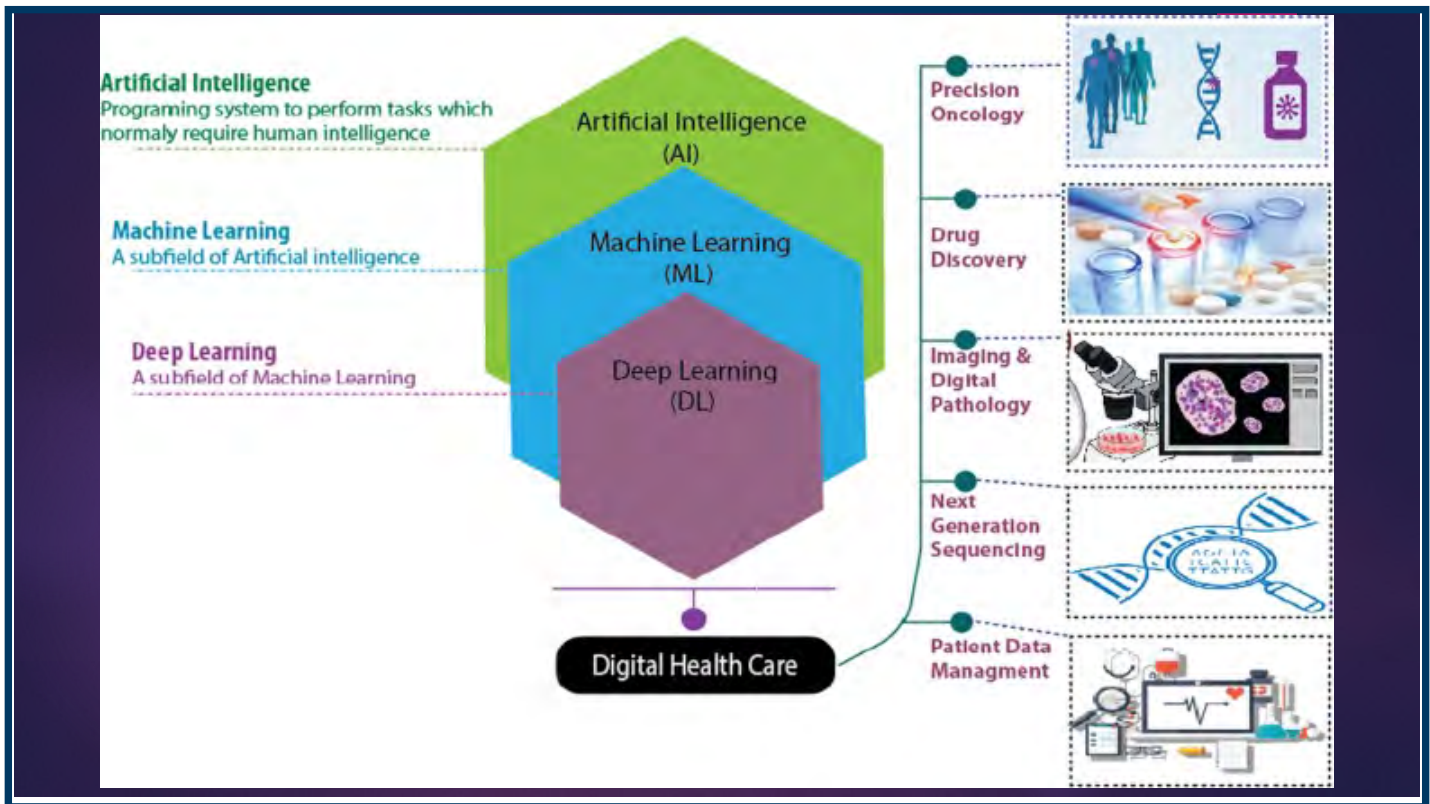 Artificial Intelligence
Programing system to perform tasks which
normaly require human intelligence
Machine Learning
A subfield of Artificial intelligence
Deep Learning
A subfield of Machine Learning
Artificial Intelligence
(AI)
Machine Learning
(ML)
Deep Learning
(DL)
Digital Health Care
Precision
Oncology
Drug
Discovery
Imaging &
Digital
Pathology
Next
Generation
Sequencing
Patient Data
Managment